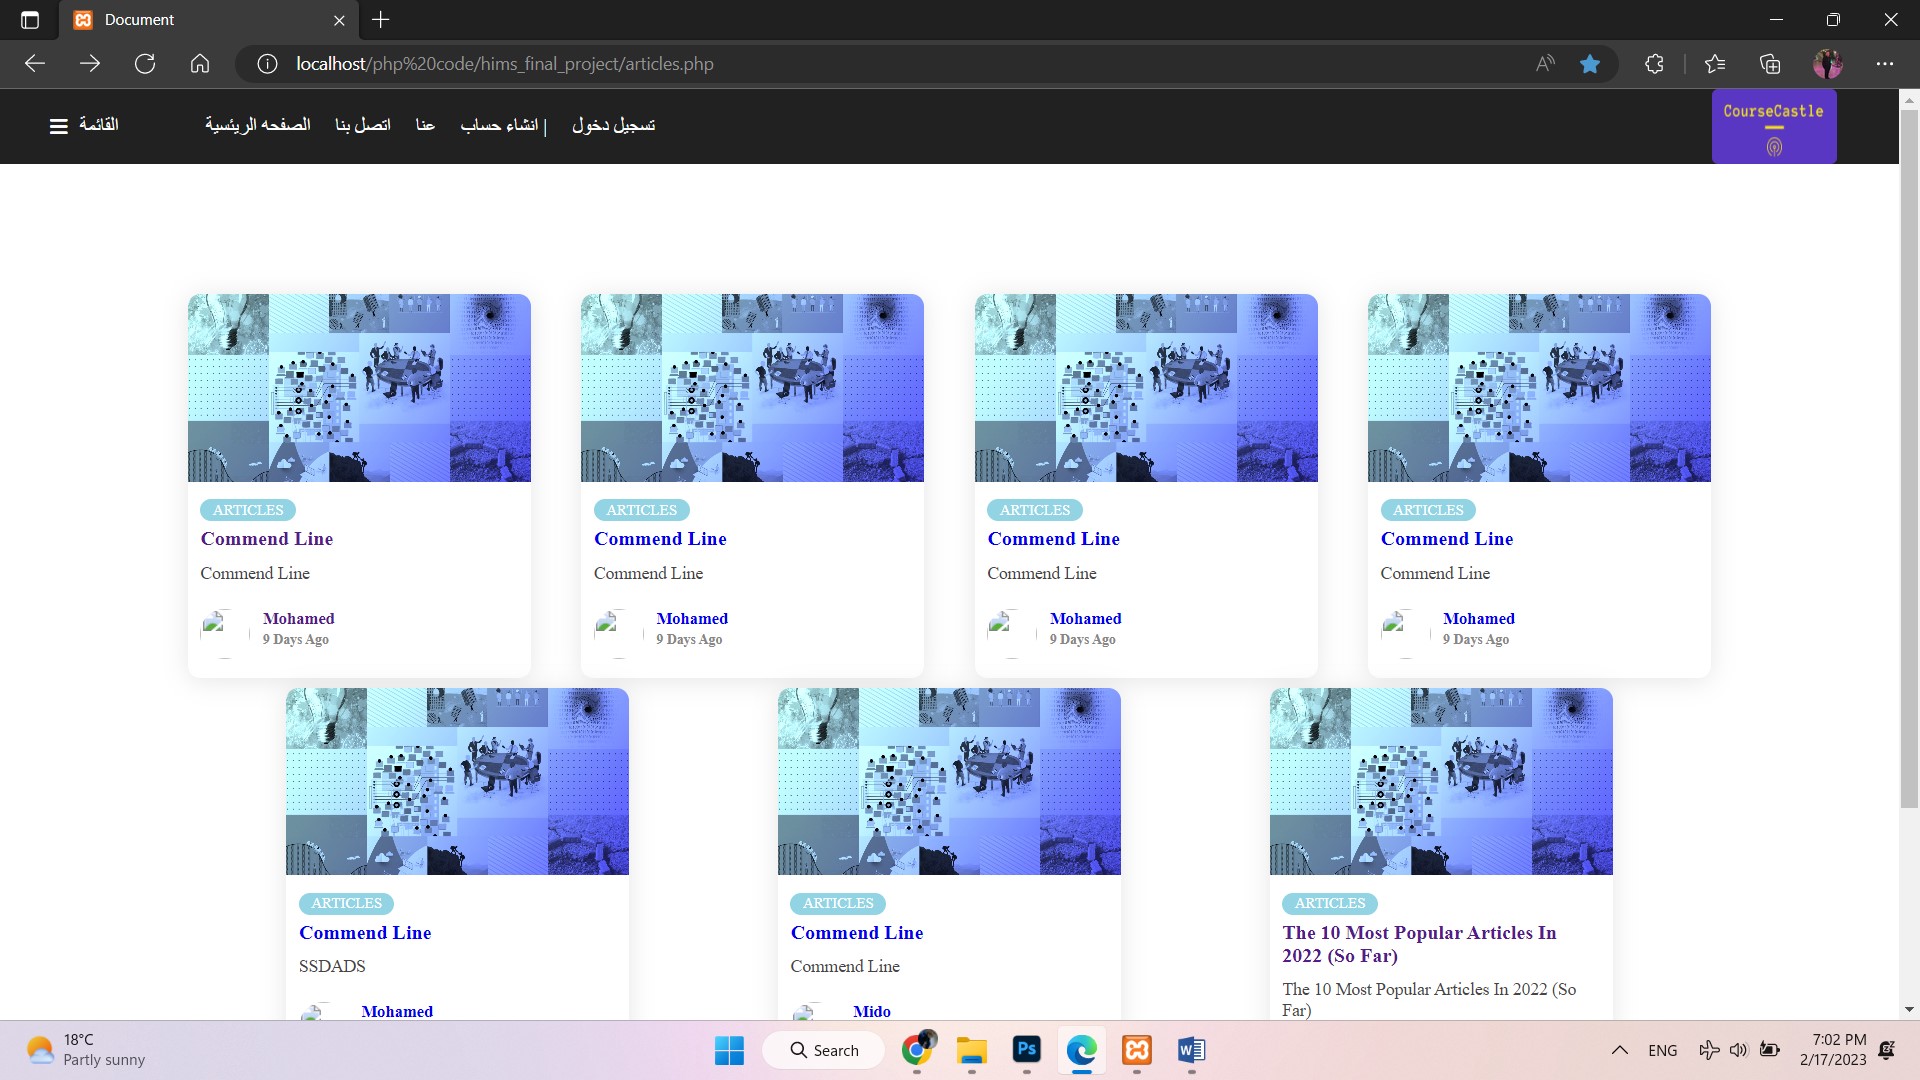 Document
localhost/php%20code/hims_final_project/articles.php
القائمة
الصفحه الريئسية
اتصل بنا
عنا
انشاء حساب |
تسجيل دخول
CourseCastle
ARTICLES
Commend Line
Commend Line
Mohamed
9 Days Ago
ARTICLES
Commend Line
Commend Line
Mohamed
9 Days Ago
ARTICLES
Commend Line
Commend Line
Mohamed
9 Days Ago
ARTICLES
Commend Line
Commend Line
Mohamed
9 Days Ago
ARTICLES
Commend Line
SSDADS
Mohamed
ARTICLES
Commend Line
Commend Line
Mido
ARTICLES
The 10 Most Popular Articles In
2022 (So Far)
The 10 Most Popular Articles In 2022 (So
Far)
18°C
Partly sunny
Search
Ps
ENG
7:02 PM
2/17/2023